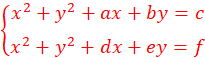 x² + y² + ax + by = c
x² + y² + dx + ey = f